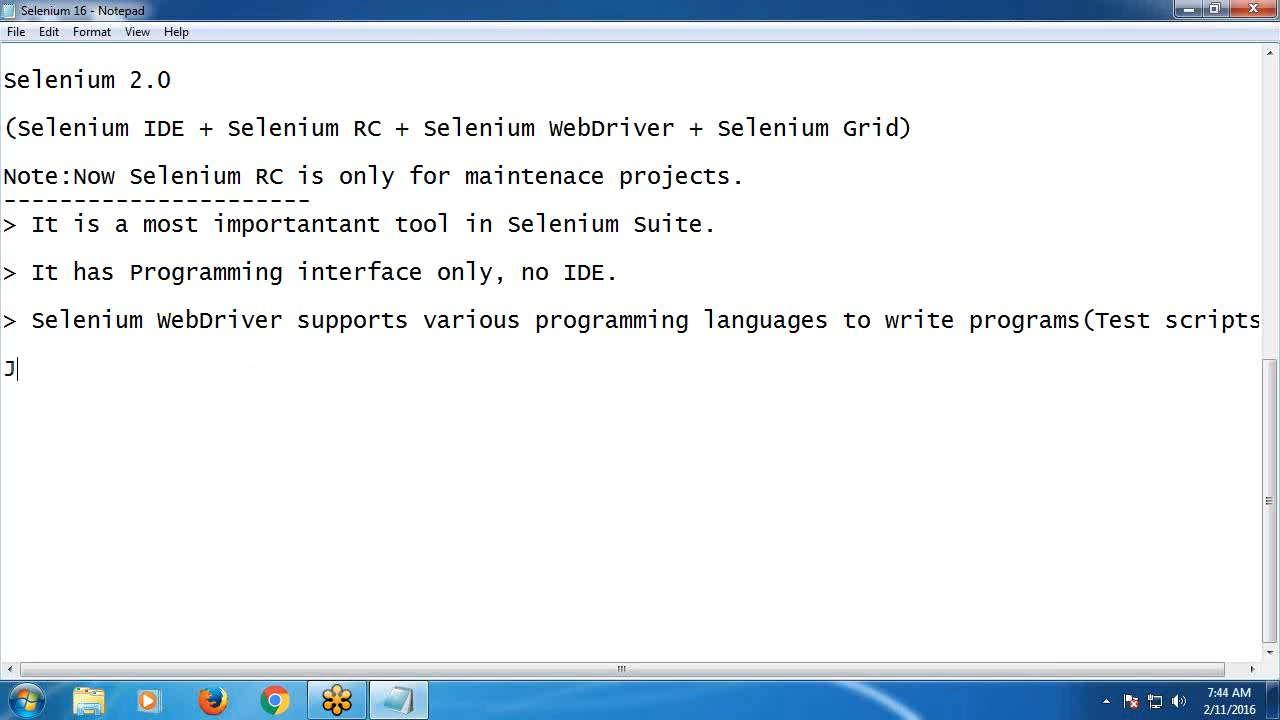 Selenium 16 - Notepad
File Edit Format View Help
Selenium 2.0
(Selenium IDE + Selenium RC + Selenium WebDriver + Selenium Grid)
Note:Now Selenium RC is only for maintenace projects.
----------------------
> It is a most importantant tool in Selenium Suite.
> It has Programming interface only, no IDE.
> Selenium WebDriver supports various programming languages to write programs(Test scripts
J
7:44 AM
2/11/2016